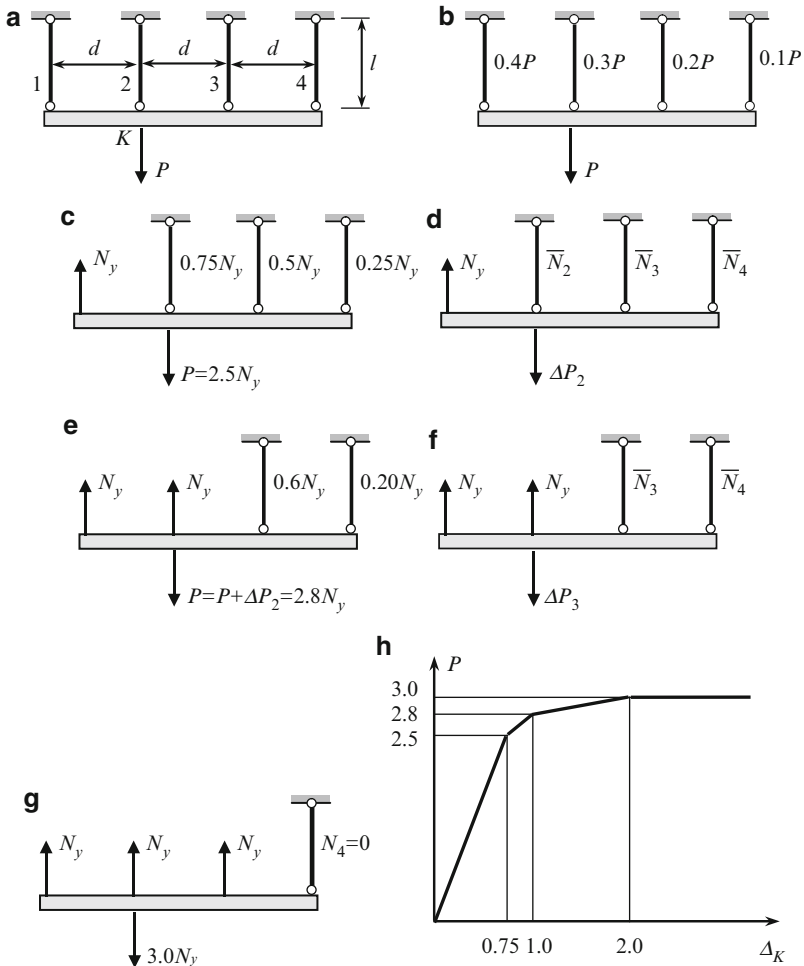 a
d d d
1 2 3 4
l
K
P
b
0.4P 0.3P 0.2P 0.1P
P
c
N_y 0.75N_y 0.5N_y 0.25N_y
P=2.5N_y
d
N_y N̅_2 N̅_3 N̅_4
ΔP_2
e
N_y N_y 0.6N_y 0.20N_y
P=P+ΔP_2=2.8N_y
f
N_y N_y N̅_3 N̅_4
ΔP_3
g
N_y N_y N_y N_4=0
3.0N_y
h
P
3.0
2.8
2.5
0.75 1.0 2.0 Δ_K